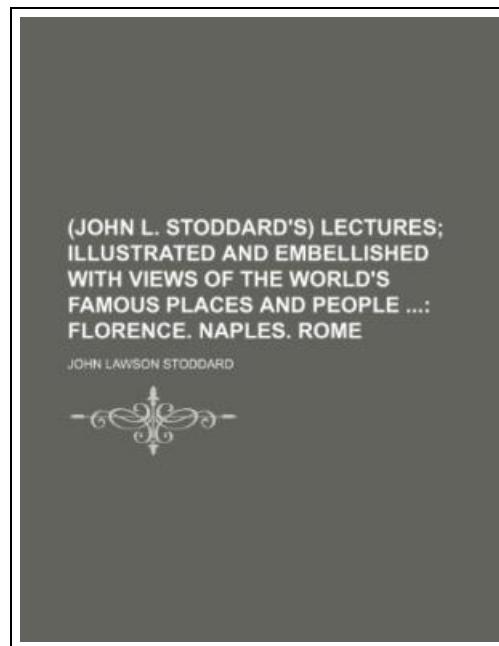 (JOHN L. STODDARD'S) LECTURES;
ILLUSTRATED AND EMBELLISHED
WITH VIEWS OF THE WORLD'S
FAMOUS PLACES AND PEOPLE ...:
FLORENCE. NAPLES. ROME
JOHN LAWSON STODDARD